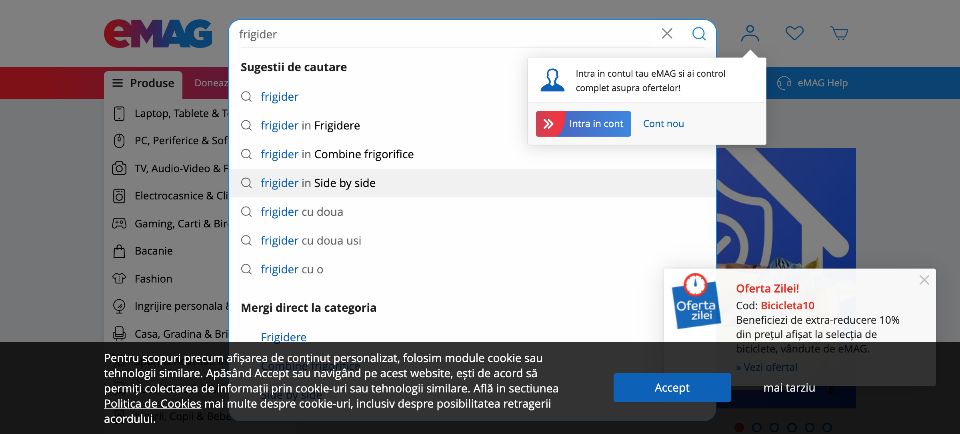 eMAG
frigider
Sugestii de cautare
frigider
frigider in Frigidere
frigider in Combine frigorifice
frigider in Side by side
frigider cu doua
frigider cu doua usi
frigider cu o
Mergi direct la categoria
Frigidere
Side by side
Intra in contul tau eMAG si ai control
complet asupra ofertelor!
Intra in cont
Cont nou
eMAG Help
Produse
Doneaz
Laptop, Tablete & T
PC, Periferice & Sof
TV, Audio-Video & F
Electrocasnice & Cl
Gaming, Carti & Bir
Bacanie
Fashion
Ingrijire personala &
Casa, Gradina & Bri
Oferta
zilei
Oferta Zilei!
Cod: Bicicleta10
Beneficiezi de extra-reducere 10%
din prețul afișat la selecția de
biciclete, vândute de eMAG.
» Vezi oferta!
Pentru scopuri precum afișarea de conținut personalizat, folosim module cookie sau
tehnologii similare. Apăsând Accept sau navigând pe acest website, ești de acord să
permiți colectarea de informații prin cookie-uri sau tehnologii similare. Află in sectiunea
Politica de Cookies mai multe despre cookie-uri, inclusiv despre posibilitatea retragerii
acordului.
Accept
mai tarziu